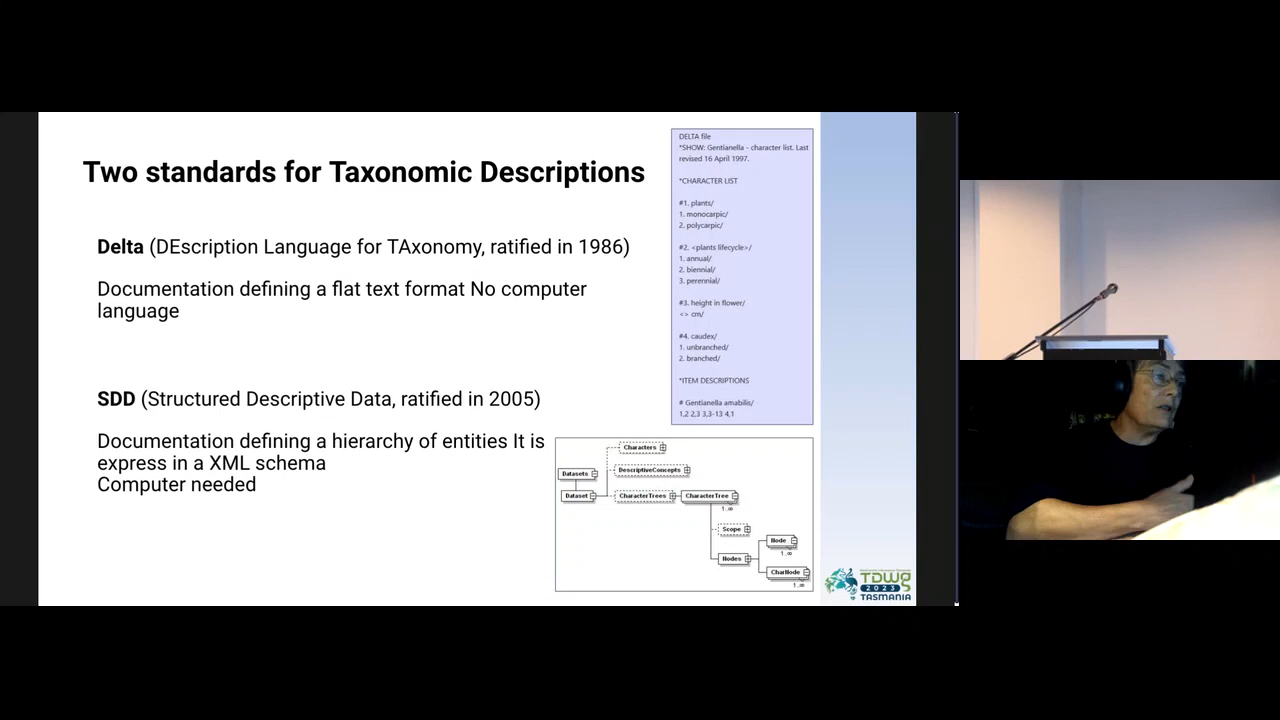 Two standards for Taxonomic Descriptions
Delta (DEscription Language for TAxonomy, ratified in 1986)
Documentation defining a flat text format No computer
language
SDD (Structured Descriptive Data, ratified in 2005)
Documentation defining a hierarchy of entities It is
express in a XML schema
Computer needed
DELTA file
*SHOW: Gentianella - character list. Last
revised 16 April 1997.
*CHARACTER LIST
#1. plants/
1. monocarpic/
2. polycarpic/
#2. <plants lifecycle>/
1. annual/
2. biennial/
3. perennial/
#3. height in flower/
<> cm/
#4. caudex/
1. unbranched/
2. branched/
*ITEM DESCRIPTIONS
# Gentianella amabilis/
1,2 2,3 3,3-13 4,1
Characters
Datasets
DescriptiveConcepts
Dataset
CharacterTrees
CharacterTree
1..∞
Scope
Node
1..∞
Nodes
CharNode
1..∞
TDWG
2023
TASMANIA